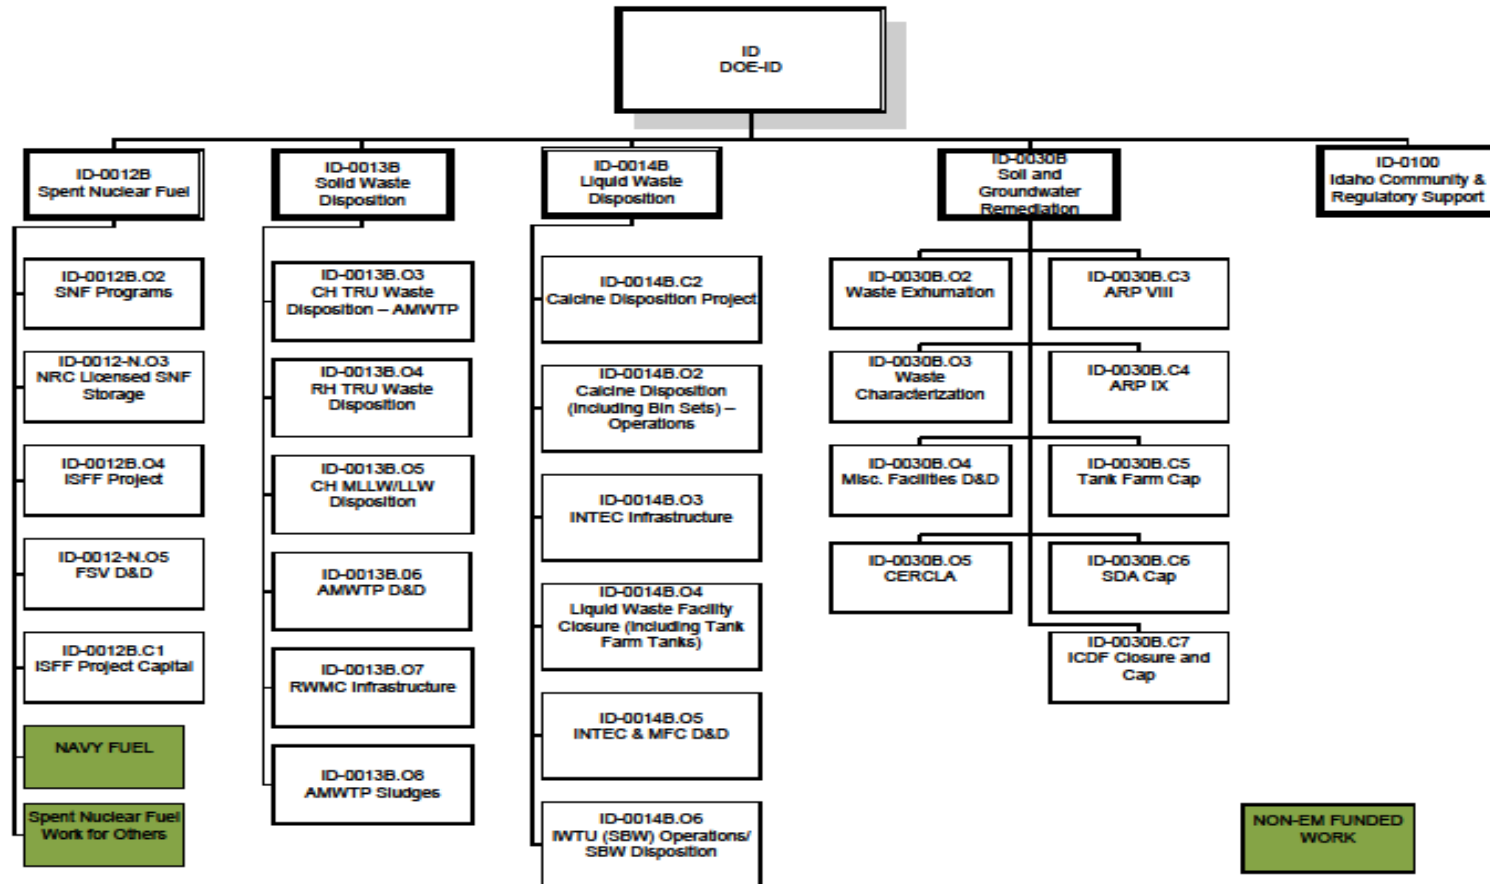 ID
DOE-ID
ID-0012B
Spent Nuclear Fuel
ID-0013B
Solid Waste
Disposition
ID-0014B
Liquid Waste
Disposition
ID-0030B
Soil and
Groundwater
Remediation
ID-0100
Idaho Community &
Regulatory Support
ID-0012B.O2
SNF Programs
ID-0012-N.O3
NRC Licensed SNF
Storage
ID-0012B.O4
ISFF Project
ID-0012-N.O5
FSV D&D
ID-0012B.C1
ISFF Project Capital
NAVY FUEL
Spent Nuclear Fuel
Work for Others
ID-0013B.O3
CH TRU Waste
Disposition – AMWTP
ID-0013B.O4
RH TRU Waste
Disposition
ID-0013B.O5
CH MLLW/LLW
Disposition
ID-0013B.06
AMWTP D&D
ID-0013B.O7
RWMC Infrastructure
ID-0013B.O8
AMWTP Sludges
ID-0014B.C2
Calcine Disposition Project
ID-0014B.O2
Calcine Disposition
(Including Bin Sets) –
Operations
ID-0014B.O3
INTEC Infrastructure
ID-0014B.O4
Liquid Waste Facility
Closure (Including Tank
Farm Tanks)
ID-0014B.O5
INTEC & MFC D&D
ID-0014B.O6
IWTU (SBW) Operations/
SBW Disposition
ID-0030B.O2
Waste Exhumation
ID-0030B.O3
Waste
Characterization
ID-0030B.O4
Misc. Facilities D&D
ID-0030B.O5
CERCLA
ID-0030B.C3
ARP VIII
ID-0030B.C4
ARP IX
ID-0030B.C5
Tank Farm Cap
ID-0030B.C6
SDA Cap
ID-0030B.C7
ICDF Closure and
Cap
NON-EM FUNDED
WORK